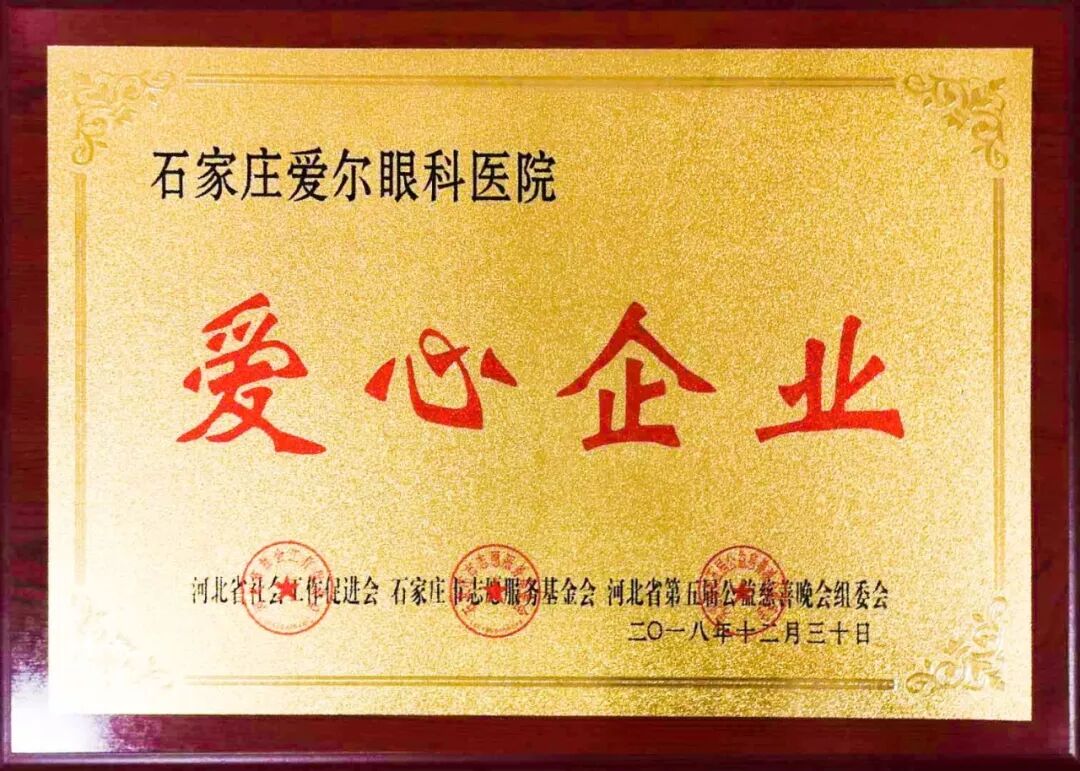 石家庄爱尔眼科医院
爱心企业
河北省社会工作促进会 石家庄市志愿服务基金会 河北省第五届公益慈善晚会组委会
二〇一八年十二月三十日